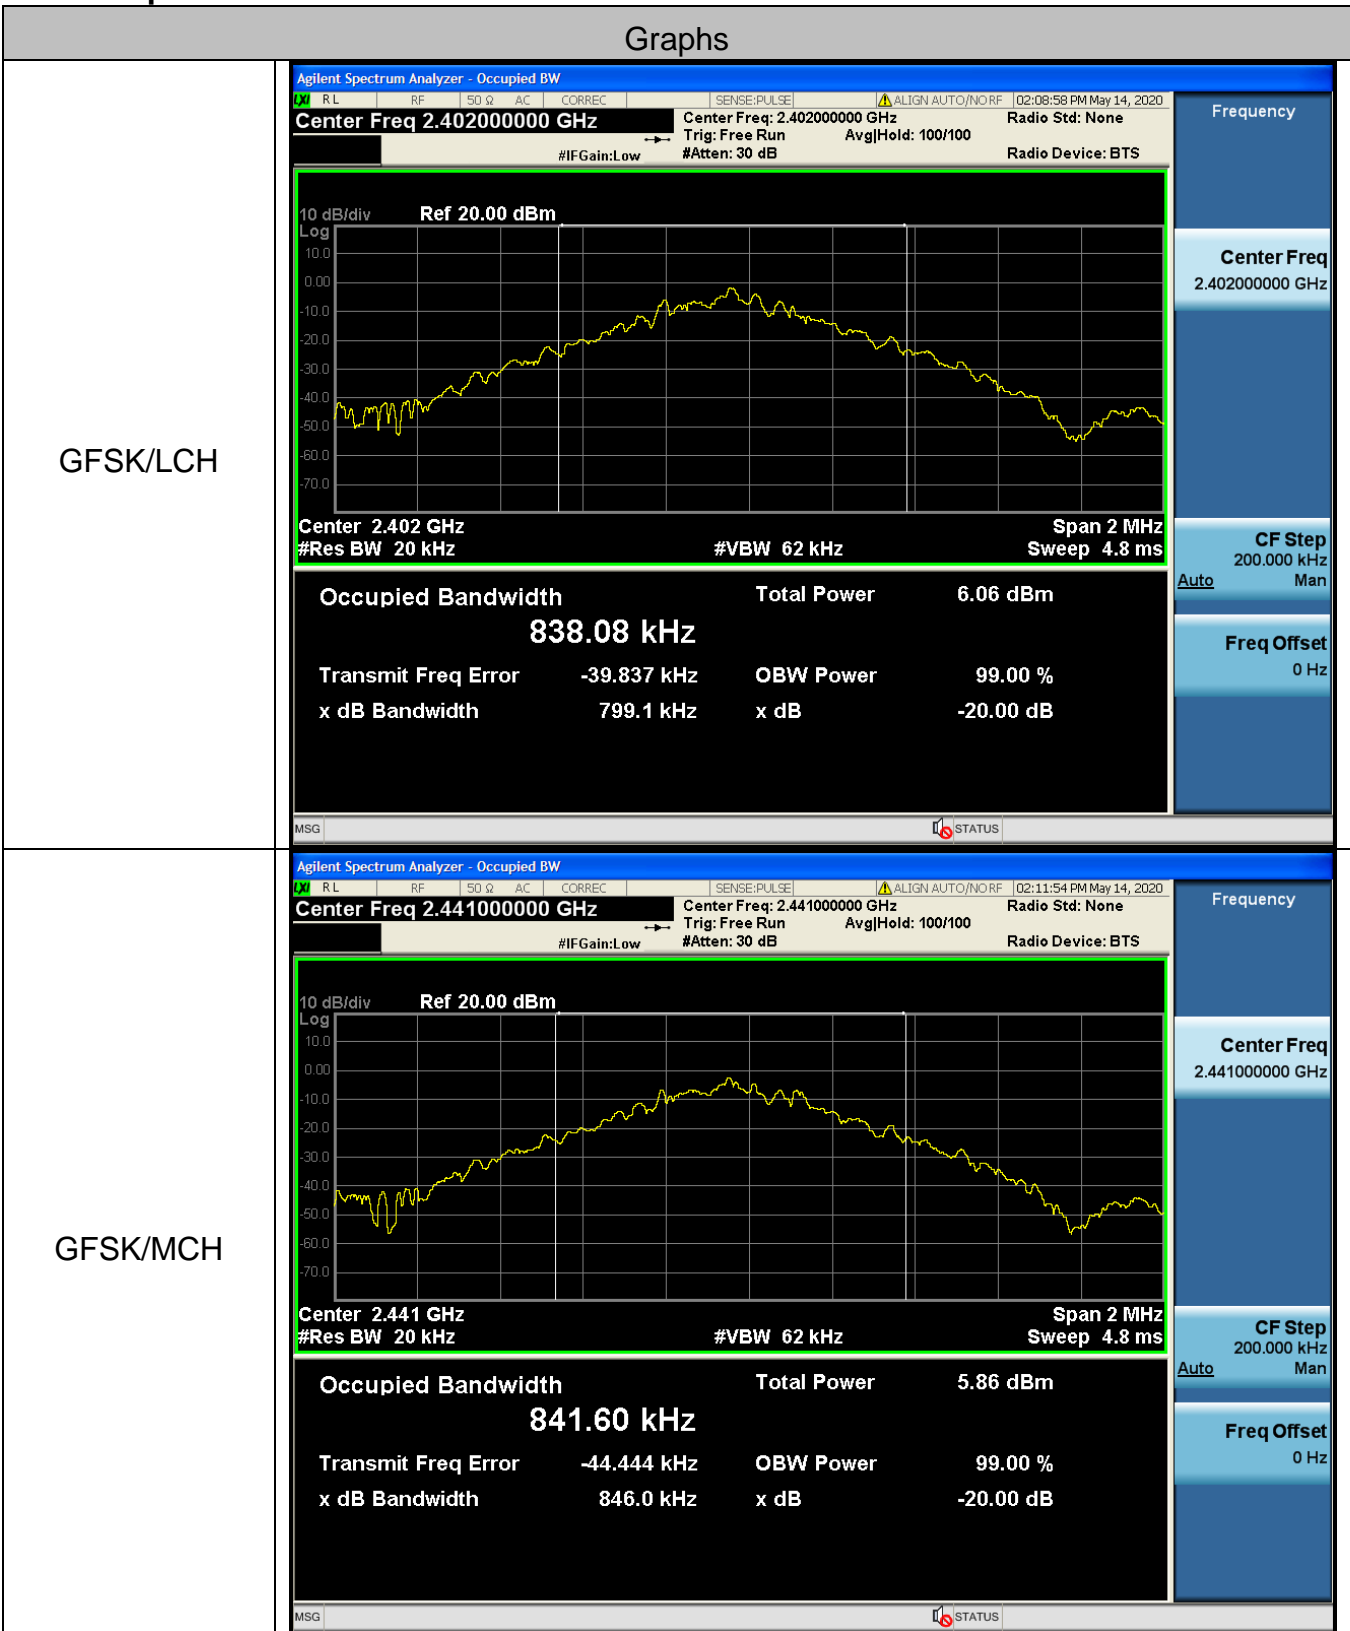 Graphs
GFSK/LCH
Agilent Spectrum Analyzer - Occupied BW
LXI RL RF 50 Ω AC CORREC SENSE:PULSE ALIGN AUTO/NO RF 02:08:58 PM May 14, 2020
Center Freq 2.402000000 GHz
Center Freq: 2.402000000 GHz Radio Std: None
Trig: Free Run Avg|Hold: 100/100
#IFGain:Low #Atten: 30 dB Radio Device: BTS
10 dB/div Ref 20.00 dBm
Log
10.0
0.00
-10.0
-20.0
-30.0
-40.0
-50.0
-60.0
-70.0
Center 2.402 GHz Span 2 MHz
#Res BW 20 kHz #VBW 62 kHz Sweep 4.8 ms
Occupied Bandwidth Total Power 6.06 dBm
838.08 kHz
Transmit Freq Error -39.837 kHz OBW Power 99.00 %
x dB Bandwidth 799.1 kHz x dB -20.00 dB
MSG STATUS
Frequency
Center Freq
2.402000000 GHz
CF Step
200.000 kHz
Auto Man
Freq Offset
0 Hz
GFSK/MCH
Agilent Spectrum Analyzer - Occupied BW
LXI RL RF 50 Ω AC CORREC SENSE:PULSE ALIGN AUTO/NO RF 02:11:54 PM May 14, 2020
Center Freq 2.441000000 GHz
Center Freq: 2.441000000 GHz Radio Std: None
Trig: Free Run Avg|Hold: 100/100
#IFGain:Low #Atten: 30 dB Radio Device: BTS
10 dB/div Ref 20.00 dBm
Log
10.0
0.00
-10.0
-20.0
-30.0
-40.0
-50.0
-60.0
-70.0
Center 2.441 GHz Span 2 MHz
#Res BW 20 kHz #VBW 62 kHz Sweep 4.8 ms
Occupied Bandwidth Total Power 5.86 dBm
841.60 kHz
Transmit Freq Error -44.444 kHz OBW Power 99.00 %
x dB Bandwidth 846.0 kHz x dB -20.00 dB
MSG STATUS
Frequency
Center Freq
2.441000000 GHz
CF Step
200.000 kHz
Auto Man
Freq Offset
0 Hz